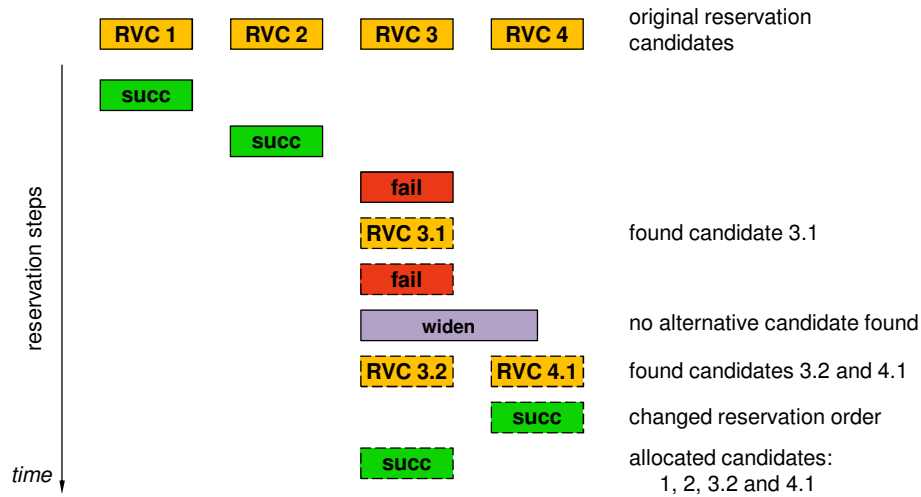 RVC 1 RVC 2 RVC 3 RVC 4 original reservation
candidates
succ
succ
fail
RVC 3.1 found candidate 3.1
fail
widen no alternative candidate found
RVC 3.2 RVC 4.1 found candidates 3.2 and 4.1
succ changed reservation order
succ allocated candidates:
1, 2, 3.2 and 4.1
reservation steps
time